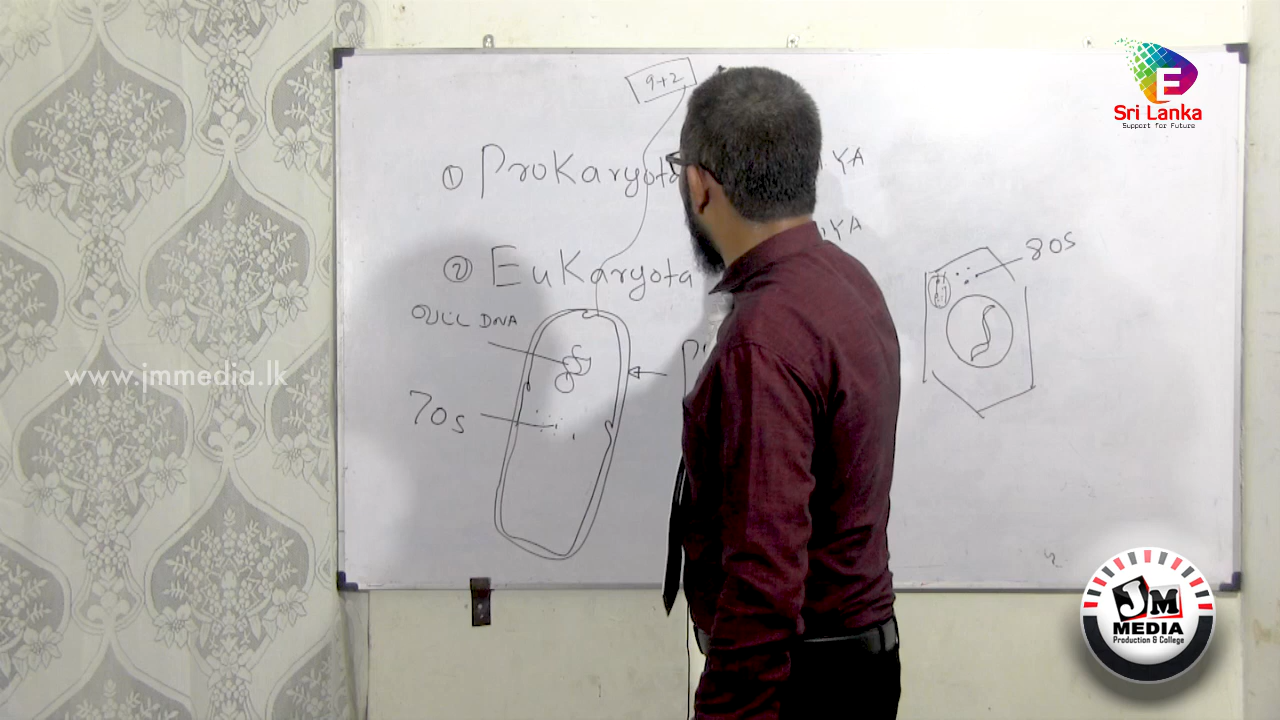 9+2
① Prokaryota
YA
② Eukaryota
YA
80s
வட்ட DNA
70s
E
Sri Lanka
Support for Future
www.jmmedia.lk
JM
MEDIA
Production & College